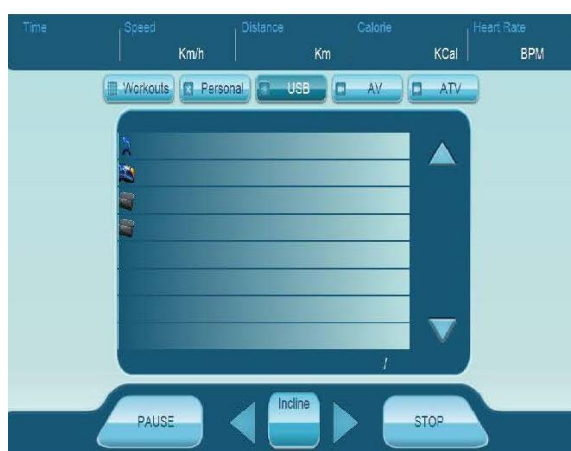 Time Speed Distance Calorie Heart Rate
Km/h Km KCal BPM
Workouts Personal USB AV ATV
/
Incline
PAUSE STOP